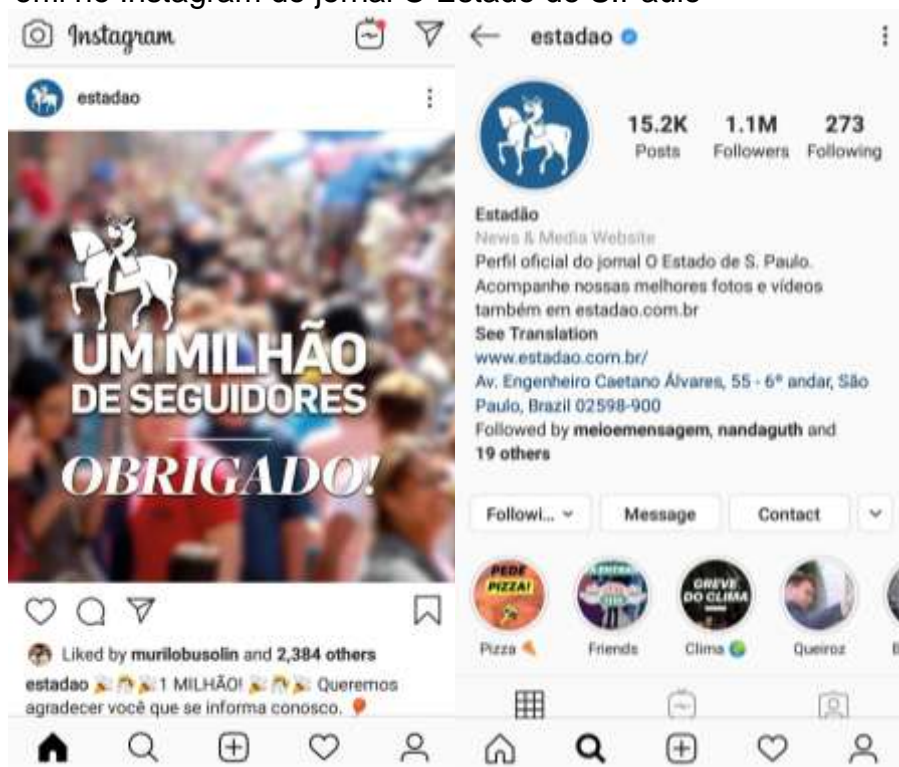 Instagram
estadao
UM MILHÃO
DE SEGUIDORES
OBRIGADO!
Liked by murilobusolin and 2,384 others
estadao 🎉🎊🎉1 MILHÃO! 🎉🎊🎉 Queremos
agradecer você que se informa conosco. 🎈
estadao
15.2K 1.1M 273
Posts Followers Following
Estadão
News & Media Website
Perfil oficial do jornal O Estado de S. Paulo.
Acompanhe nossas melhores fotos e vídeos
também em estadao.com.br
See Translation
www.estadao.com.br/
Av. Engenheiro Caetano Álvares, 55 - 6º andar, São
Paulo, Brazil 02598-900
Followed by meioemensagem, nandaguth and
19 others
Followi... Message Contact
PEDE
PIZZA!
GREVE
DO CLIMA
Pizza 🍕 Friends Clima 🌍 Queiroz